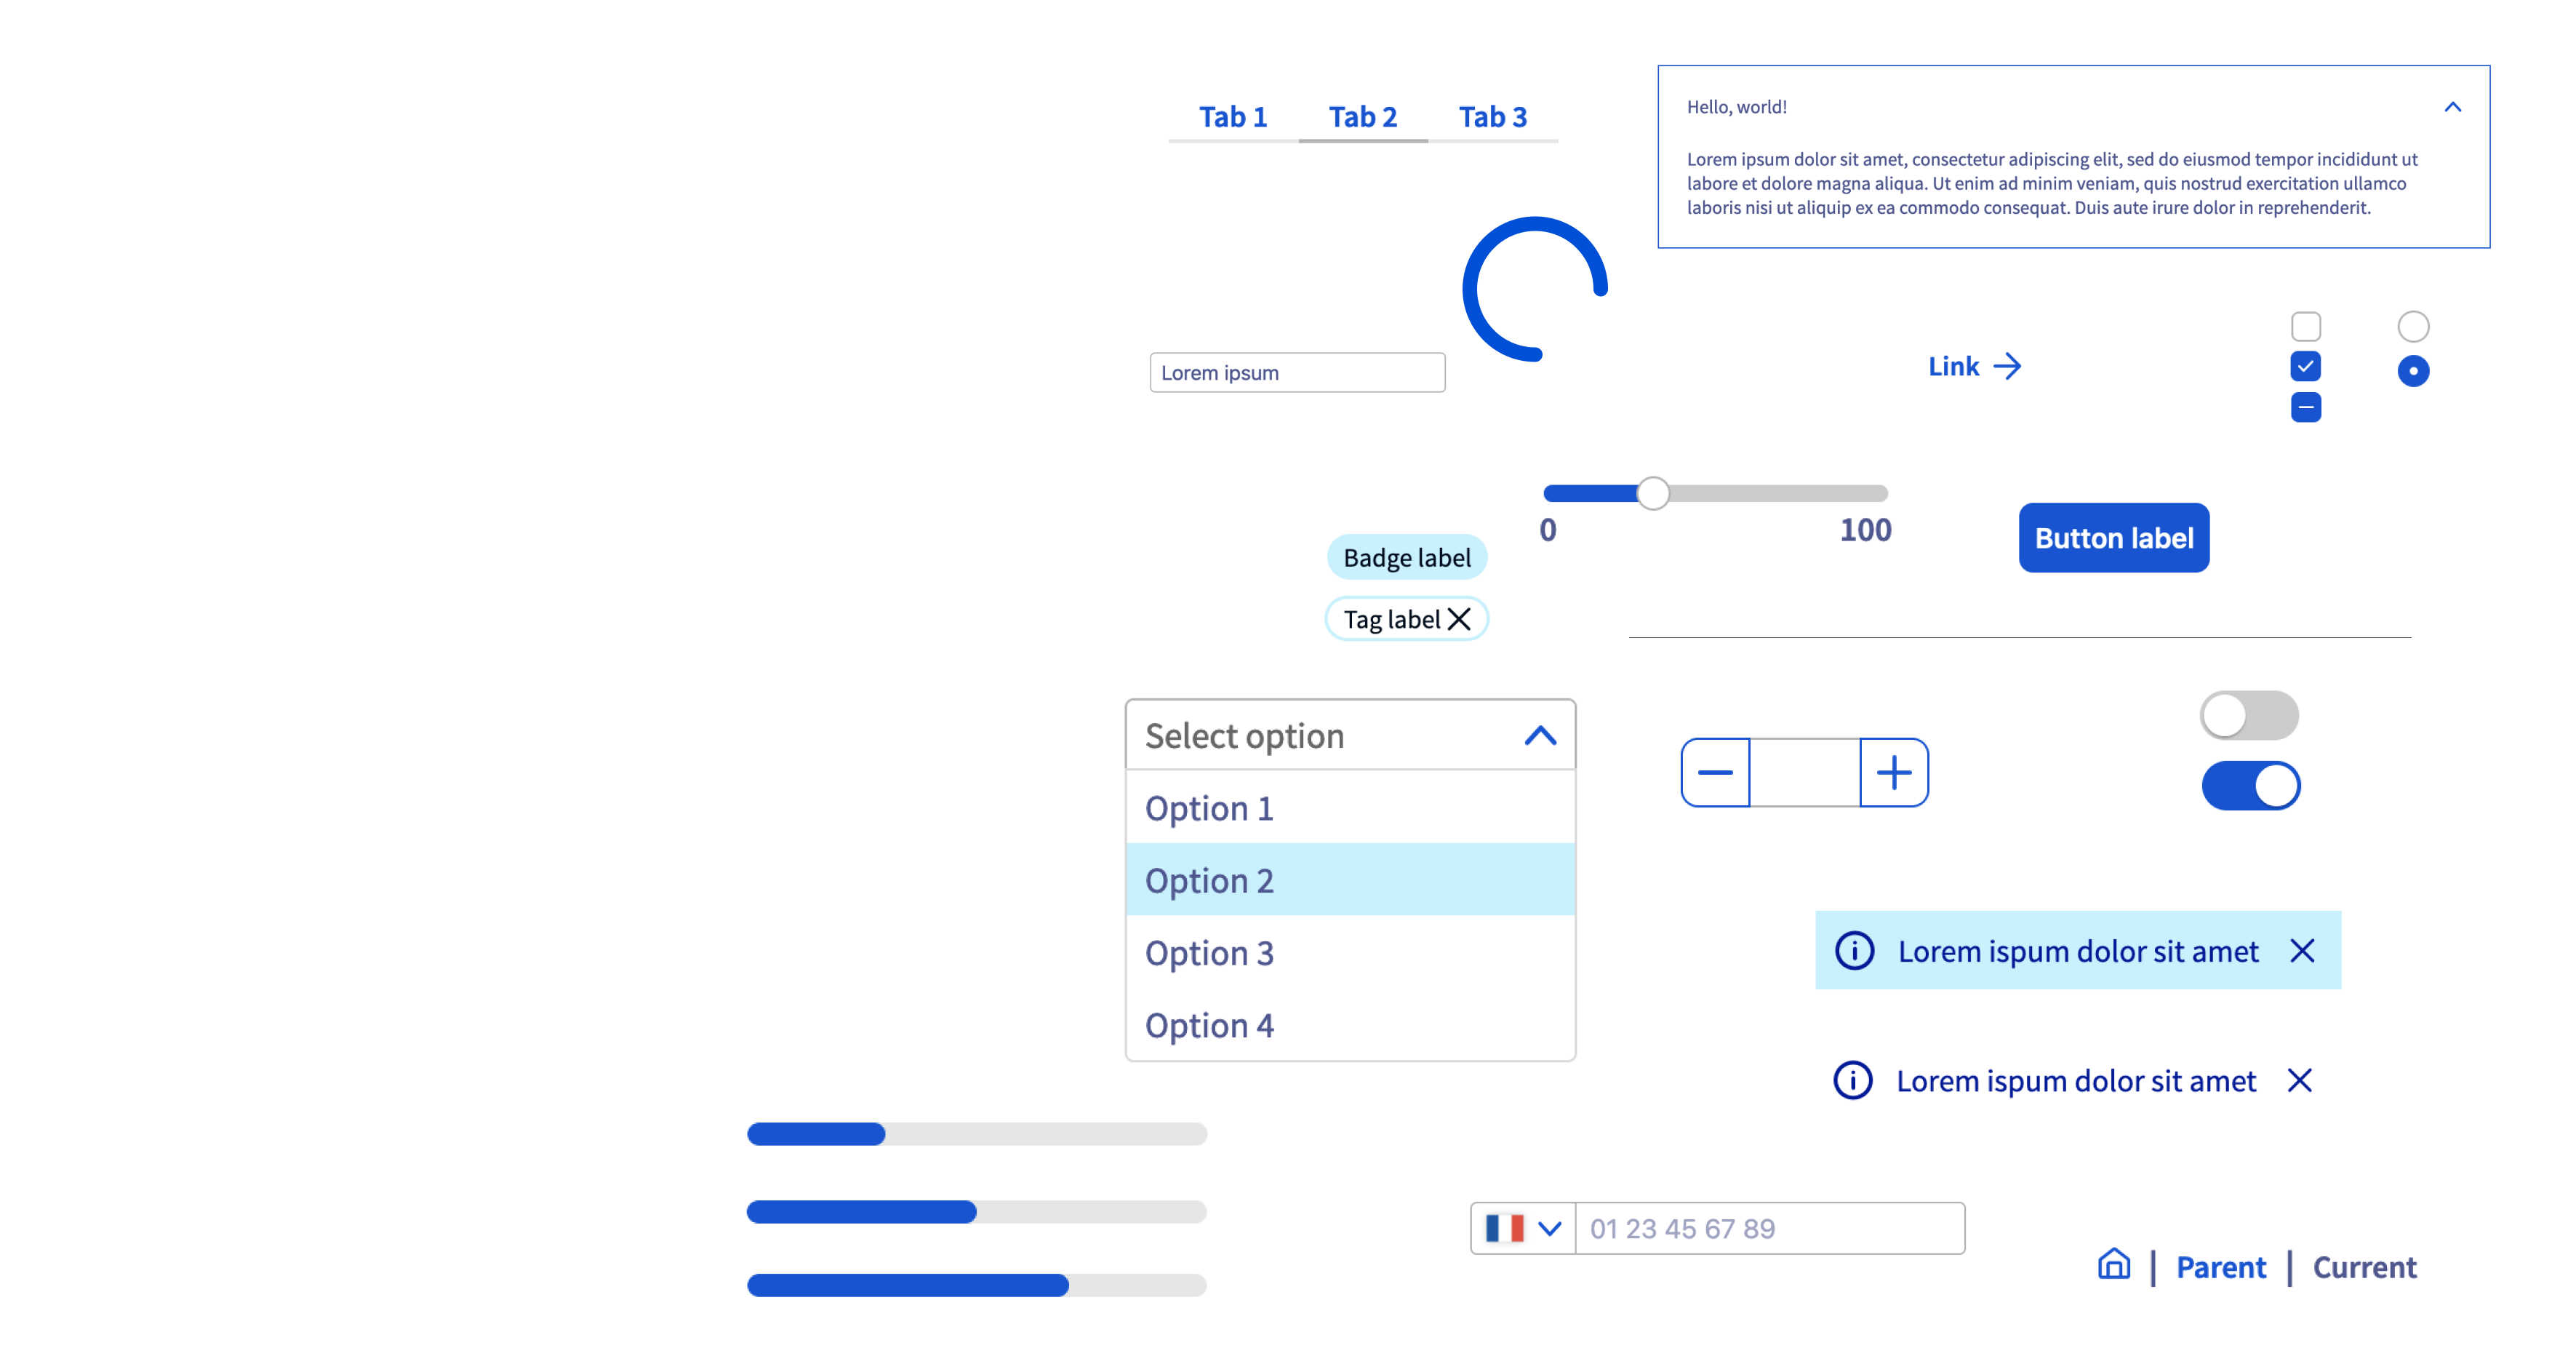 Tab 1 Tab 2 Tab 3
Hello, world!
Lorem ipsum dolor sit amet, consectetur adipiscing elit, sed do eiusmod tempor incididunt ut
labore et dolore magna aliqua. Ut enim ad minim veniam, quis nostrud exercitation ullamco
laboris nisi ut aliquip ex ea commodo consequat. Duis aute irure dolor in reprehenderit.
Lorem ipsum
Link
0 100
Button label
Badge label
Tag label
Select option
Option 1
Option 2
Option 3
Option 4
Lorem ispum dolor sit amet
Lorem ispum dolor sit amet
01 23 45 67 89
Parent | Current